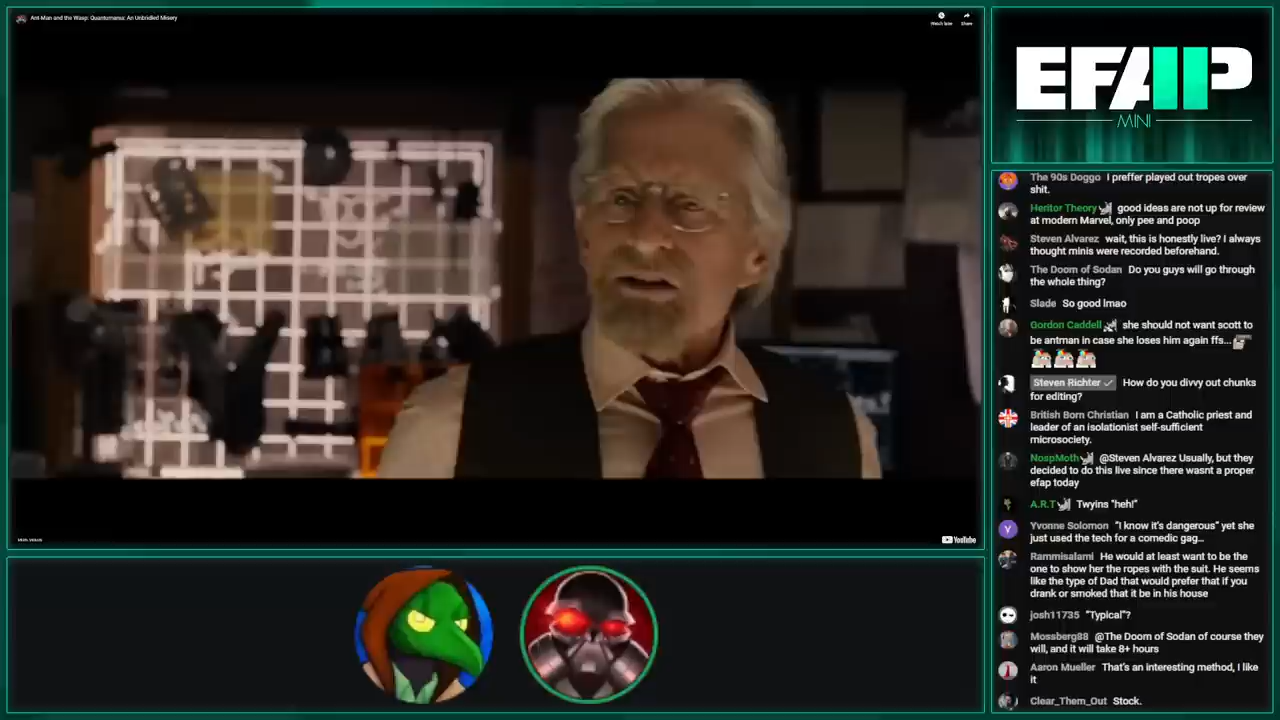 Ant-Man and the Wasp: Quantumania: An Unbridled Misery
Watch later
Share
EFAP
MINI
The 90s Doggo I preffer played out tropes over
shit.
Heritor Theory good ideas are not up for review
at modern Marvel, only pee and poop
Steven Alvarez wait, this is honestly live? I always
thought minis were recorded beforehand.
The Doom of Sodan Do you guys will go through
the whole thing?
Slade So good lmao
Gordon Caddell she should not want scott to
be antman in case she loses him again ffs...
Steven Richter How do you divvy out chunks
for editing?
British Born Christian I am a Catholic priest and
leader of an isolationist self-sufficient
microsociety.
NospMoth @Steven Alvarez Usually, but they
decided to do this live since there wasnt a proper
efap today
A.R.T Twyins "heh!"
Y
Yvonne Solomon "I know it's dangerous" yet she
just used the tech for a comedic gag...
Rammisalami He would at least want to be the
one to show her the ropes with the suit. He seems
like the type of Dad that would prefer that if you
drank or smoked that it be in his house
josh11735 "Typical"?
Mossberg88 @The Doom of Sodan of course they
will, and it will take 8+ hours
Aaron Mueller That's an interesting method, I like
it
Clear_Them_Out Stock.
MORE VIDEOS
YouTube